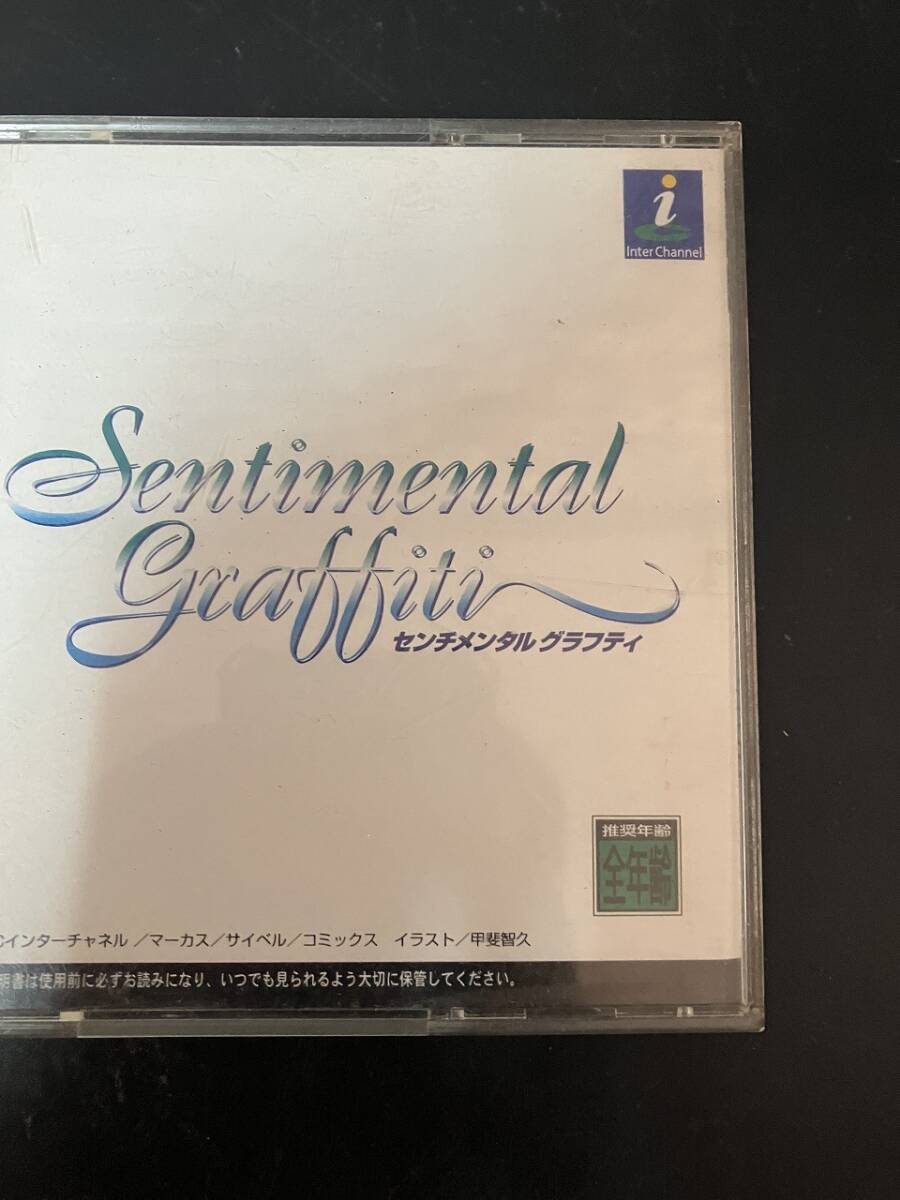 i
Inter Channel
Sentimental
Graffiti
センチメンタル グラフティ
推奨年齢
全年齢
Cインターチャネル／マーカス／サイベル／コミックス　イラスト／甲斐智久
明書は使用前に必ずお読みになり、いつでも見られるよう大切に保管してください。